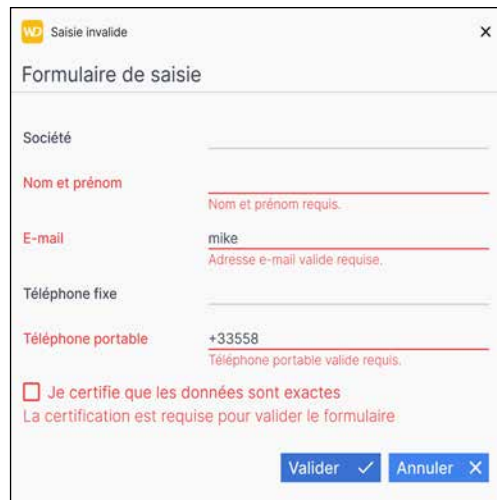 WD Saisie invalide
Formulaire de saisie
Société
Nom et prénom
Nom et prénom requis.
E-mail mike
Adresse e-mail valide requise.
Téléphone fixe
Téléphone portable +33558
Téléphone portable valide requis.
Je certifie que les données sont exactes
La certification est requise pour valider le formulaire
Valider Annuler